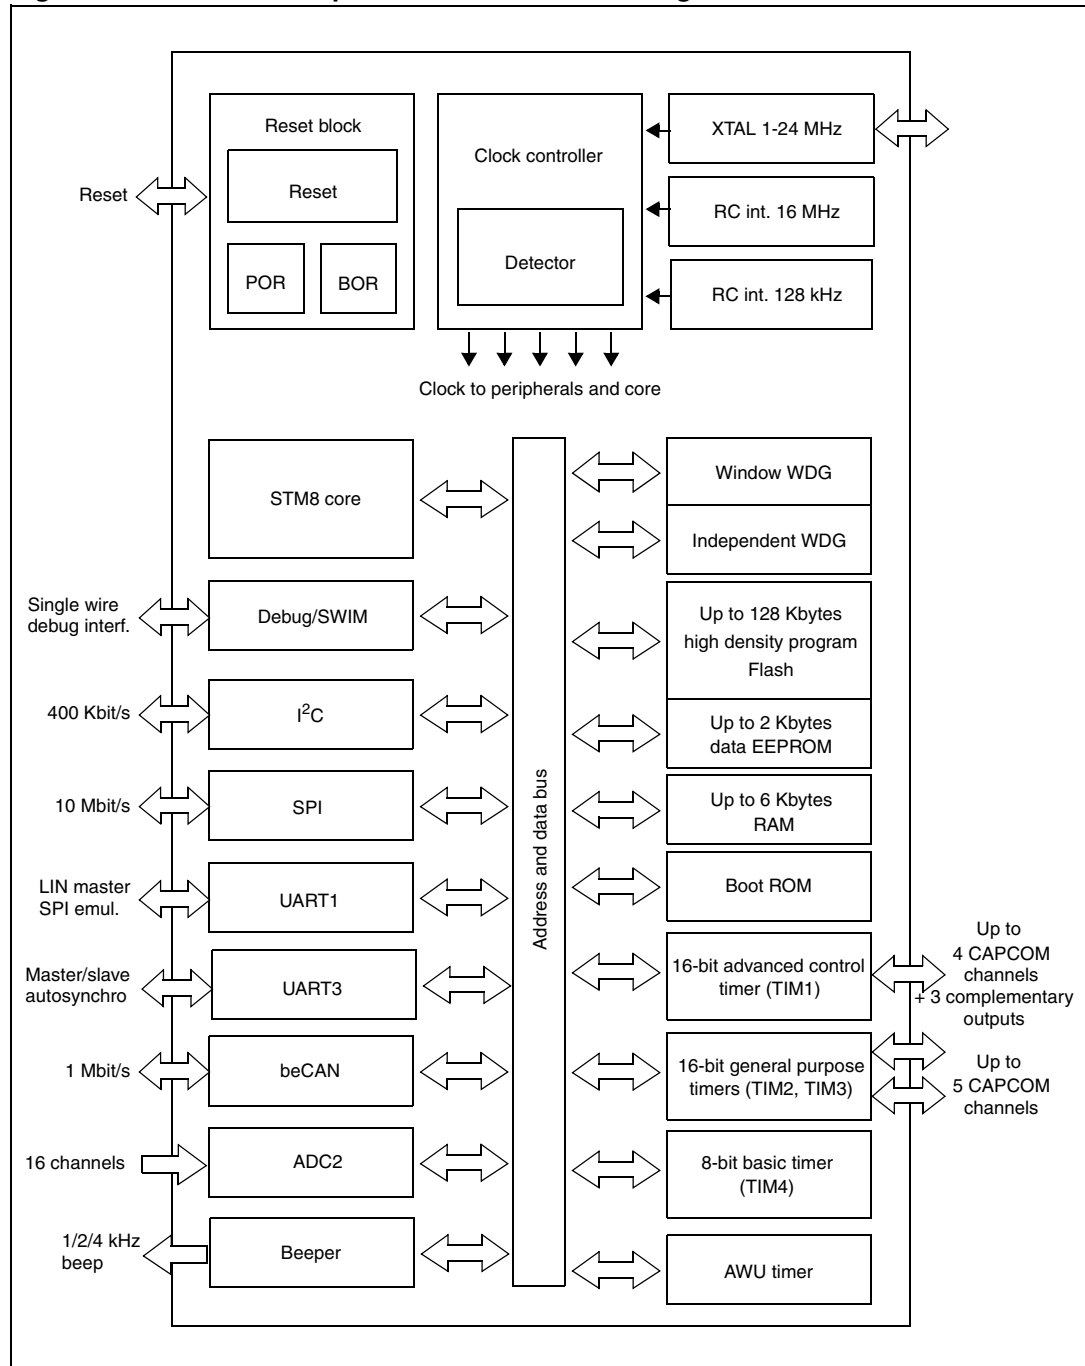 Reset block
Reset
POR
BOR
Reset
Clock controller
Detector
XTAL 1-24 MHz
RC int. 16 MHz
RC int. 128 kHz
Clock to peripherals and core
STM8 core
Single wire
debug interf.
Debug/SWIM
400 Kbit/s
I²C
10 Mbit/s
SPI
LIN master
SPI emul.
UART1
Master/slave
autosynchro
UART3
1 Mbit/s
beCAN
16 channels
ADC2
1/2/4 kHz
beep
Beeper
Address and data bus
Window WDG
Independent WDG
Up to 128 Kbytes
high density program
Flash
Up to 2 Kbytes
data EEPROM
Up to 6 Kbytes
RAM
Boot ROM
16-bit advanced control
timer (TIM1)
Up to
4 CAPCOM
channels
+ 3 complementary
outputs
16-bit general purpose
timers (TIM2, TIM3)
Up to
5 CAPCOM
channels
8-bit basic timer
(TIM4)
AWU timer